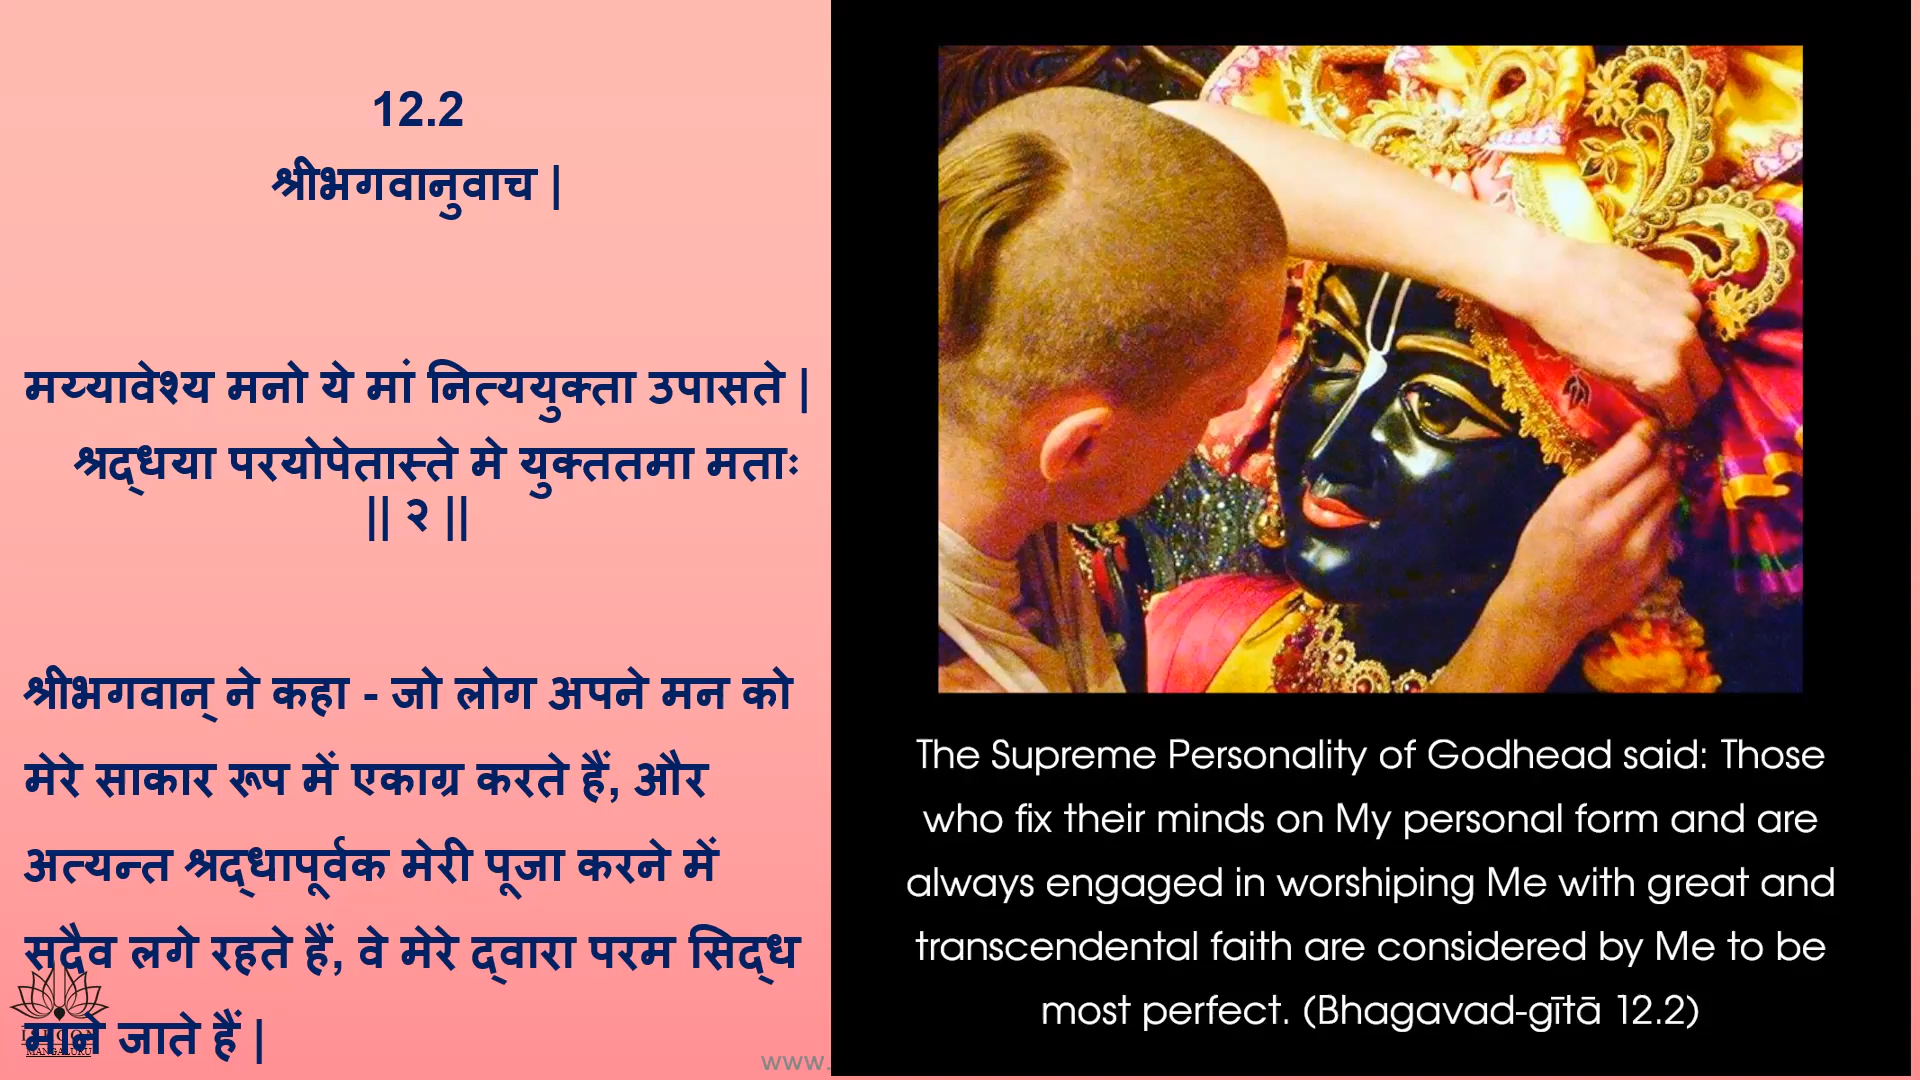 12.2
श्रीभगवानुवाच |
मय्यावेश्य मनो ये मां नित्ययुक्ता उपासते |
श्रद्धया परयोपेतास्ते मे युक्ततमा मताः
|| २ ||
श्रीभगवान् ने कहा - जो लोग अपने मन को
मेरे साकार रूप में एकाग्र करते हैं, और
अत्यन्त श्रद्धापूर्वक मेरी पूजा करने में
सदैव लगे रहते हैं, वे मेरे द्वारा परम सिद्ध
माने जाते हैं |
MANGALURU
www.
The Supreme Personality of Godhead said: Those
who fix their minds on My personal form and are
always engaged in worshiping Me with great and
transcendental faith are considered by Me to be
most perfect. (Bhagavad-gītā 12.2)